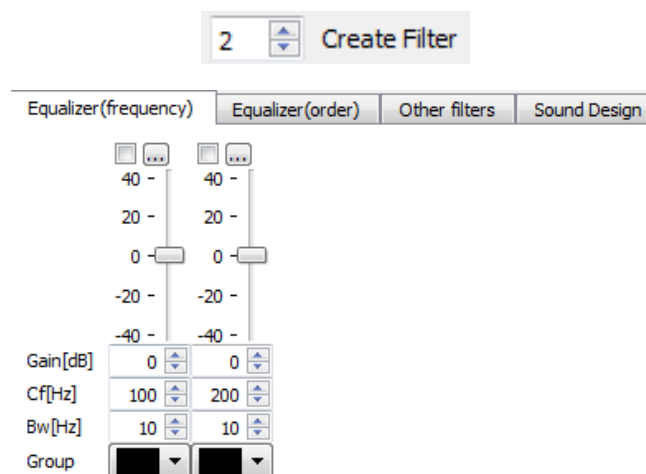 2 Create Filter
Equalizer(frequency) Equalizer(order) Other filters Sound Design
... ...
40 - 40 -
20 - 20 -
0 - 0 -
-20 - -20 -
-40 - -40 -
Gain[dB] 0 0
Cf[Hz] 100 200
Bw[Hz] 10 10
Group